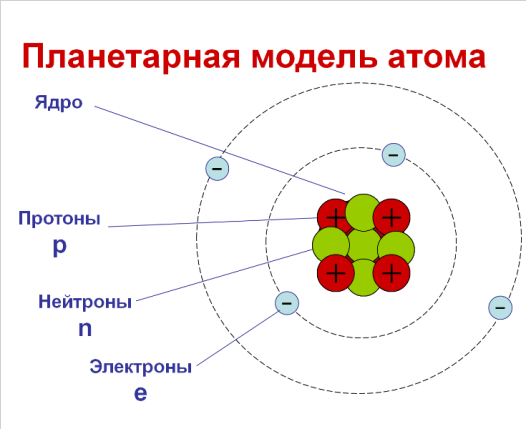 Планетарная модель атома
Ядро
Протоны
p
Нейтроны
n
Электроны
e